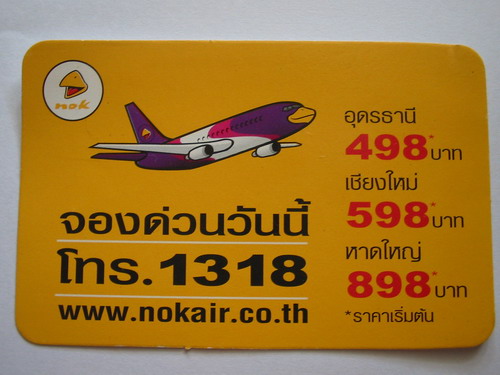 nok
จองด่วนวันนี้
โทร.1318
www.nokair.co.th
อุดรธานี
498*บาท
เชียงใหม่
598*บาท
หาดใหญ่
898*บาท
*ราคาเริ่มต้น